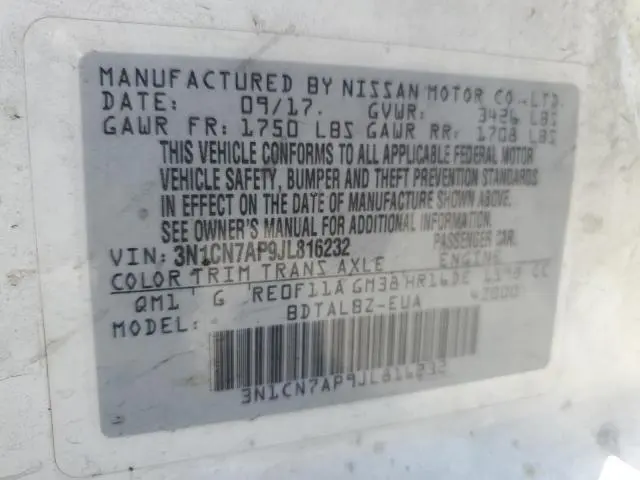 MANUFACTURED BY NISSAN MOTOR CO.,LTD.
DATE: 09/17. GVWR: 3426 LBS
GAWR FR: 1750 LBS GAWR RR: 1708 LBS
THIS VEHICLE CONFORMS TO ALL APPLICABLE FEDERAL MOTOR
VEHICLE SAFETY, BUMPER AND THEFT PREVENTION STANDARDS
IN EFFECT ON THE DATE OF MANUFACTURE SHOWN ABOVE.
SEE OWNER'S MANUAL FOR ADDITIONAL INFORMATION.
VIN: 3N1CN7AP9JL816232 PASSENGER CAR.
COLOR TRIM TRANS AXLE ENGINE
QM1 G RE0F11A GM38 HR16DE 1598 CC
MODEL: BDTALBZ-EUA
3N1CN7AP9JL816232